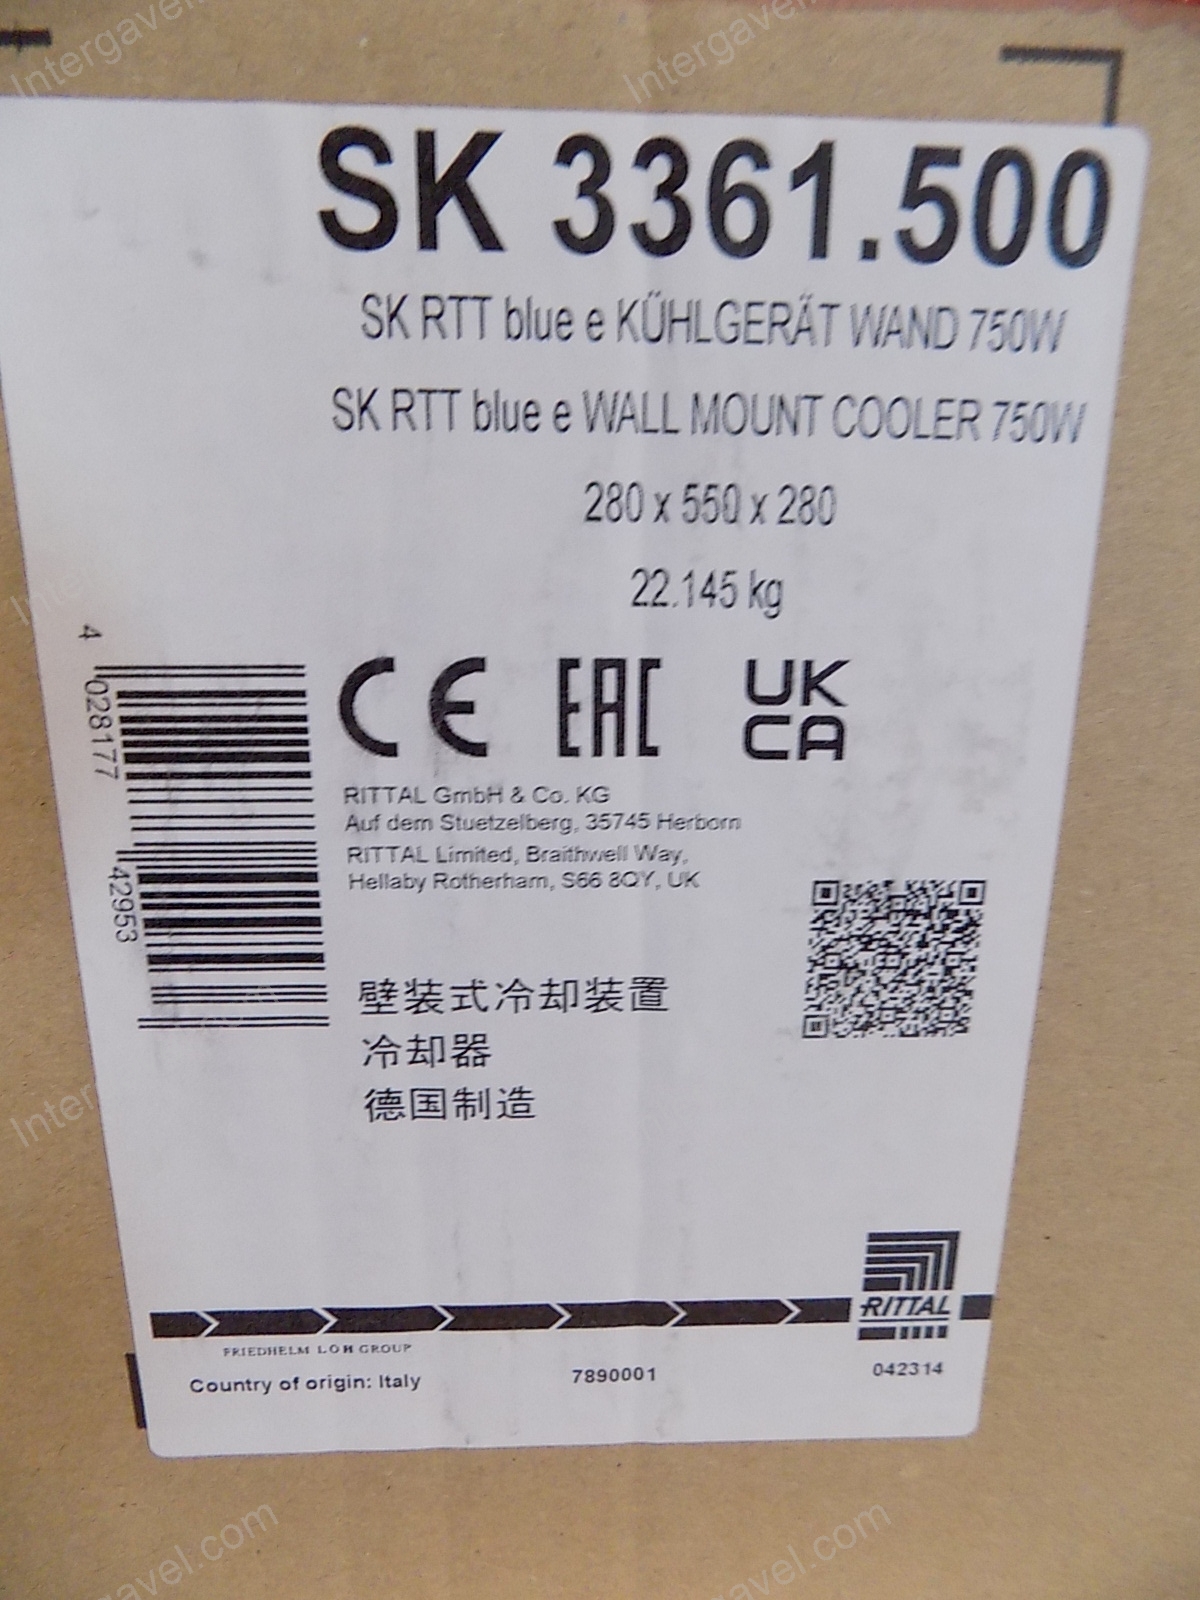 SK 3361.500
SK RTT blue e KÜHLGERÄT WAND 750W
SK RTT blue e WALL MOUNT COOLER 750W
280 x 550 x 280
22.145 kg
4 028177 42953
CE EAC UK CA
RITTAL GmbH & Co. KG
Auf dem Stuetzelberg, 35745 Herborn
RITTAL Limited, Braithwell Way,
Hellaby Rotherham, S66 8QY, UK
壁装式冷却装置
冷却器
德国制造
RITTAL
FRIEDHELM LOH GROUP
Country of origin: Italy
7890001
042314
Intergavel.com